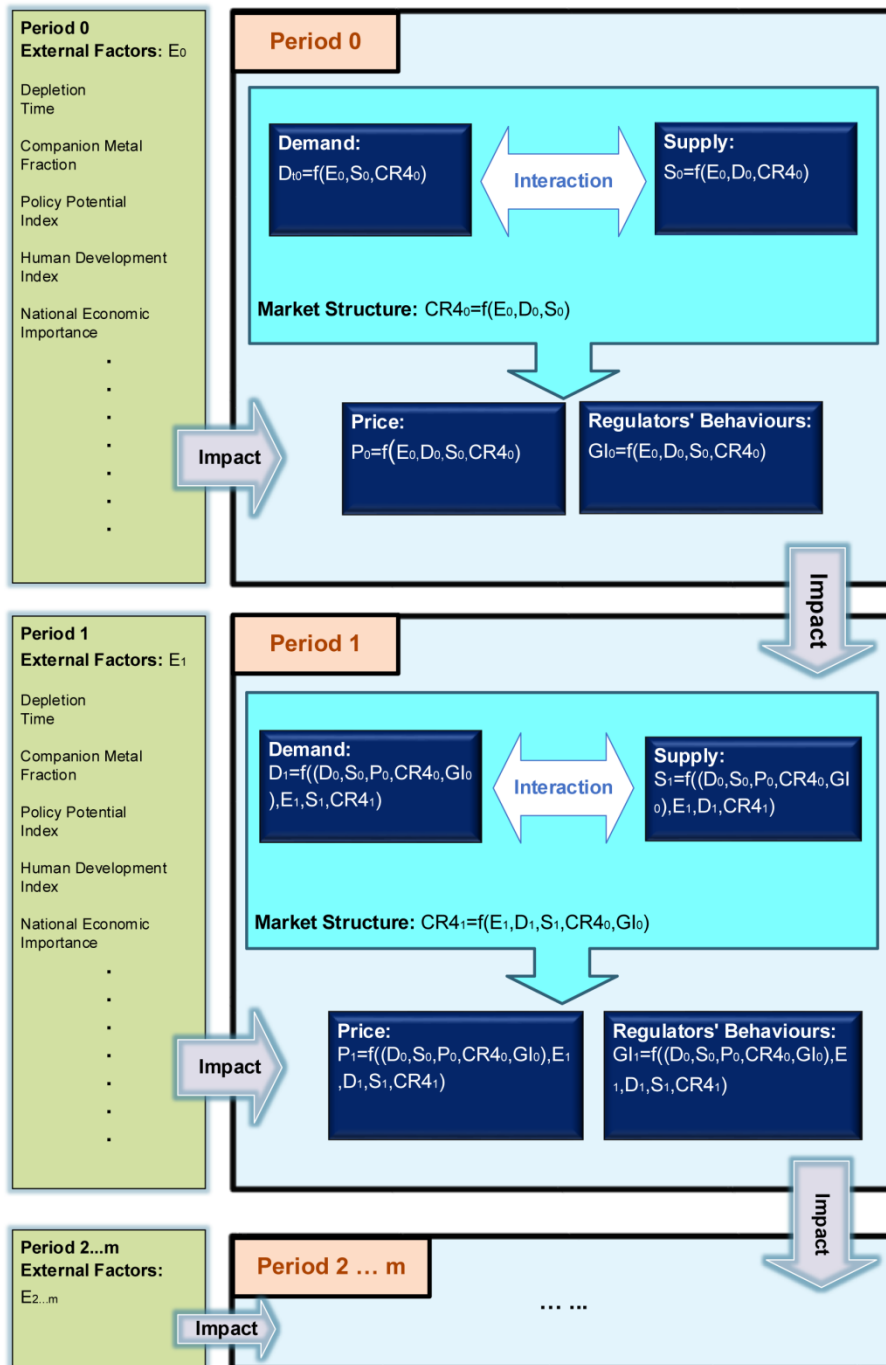 Period 0
External Factors: E₀
Depletion
Time
Companion Metal
Fraction
Policy Potential
Index
Human Development
Index
National Economic
Importance
.
.
.
.
.
.
.
Impact
Period 0
Demand:
Dₜ₀=f(E₀,S₀,CR4₀)
Interaction
Supply:
S₀=f(E₀,D₀,CR4₀)
Market Structure: CR4₀=f(E₀,D₀,S₀)
Price:
P₀=f(E₀,D₀,S₀,CR4₀)
Regulators' Behaviours:
GI₀=f(E₀,D₀,S₀,CR4₀)
Impact
Period 1
External Factors: E₁
Depletion
Time
Companion Metal
Fraction
Policy Potential
Index
Human Development
Index
National Economic
Importance
.
.
.
.
.
.
.
Impact
Period 1
Demand:
D₁=f((D₀,S₀,P₀,CR4₀,GI₀
),E₁,S₁,CR4₁)
Interaction
Supply:
S₁=f((D₀,S₀,P₀,CR4₀,GI
₀),E₁,D₁,CR4₁)
Market Structure: CR4₁=f(E₁,D₁,S₁,CR4₀,GI₀)
Price:
P₁=f((D₀,S₀,P₀,CR4₀,GI₀),E₁
,D₁,S₁,CR4₁)
Regulators' Behaviours:
GI₁=f((D₀,S₀,P₀,CR4₀,GI₀),E
₁,D₁,S₁,CR4₁)
Impact
Period 2...m
External Factors:
E₂...ₘ
Impact
Period 2 ... m
... ...